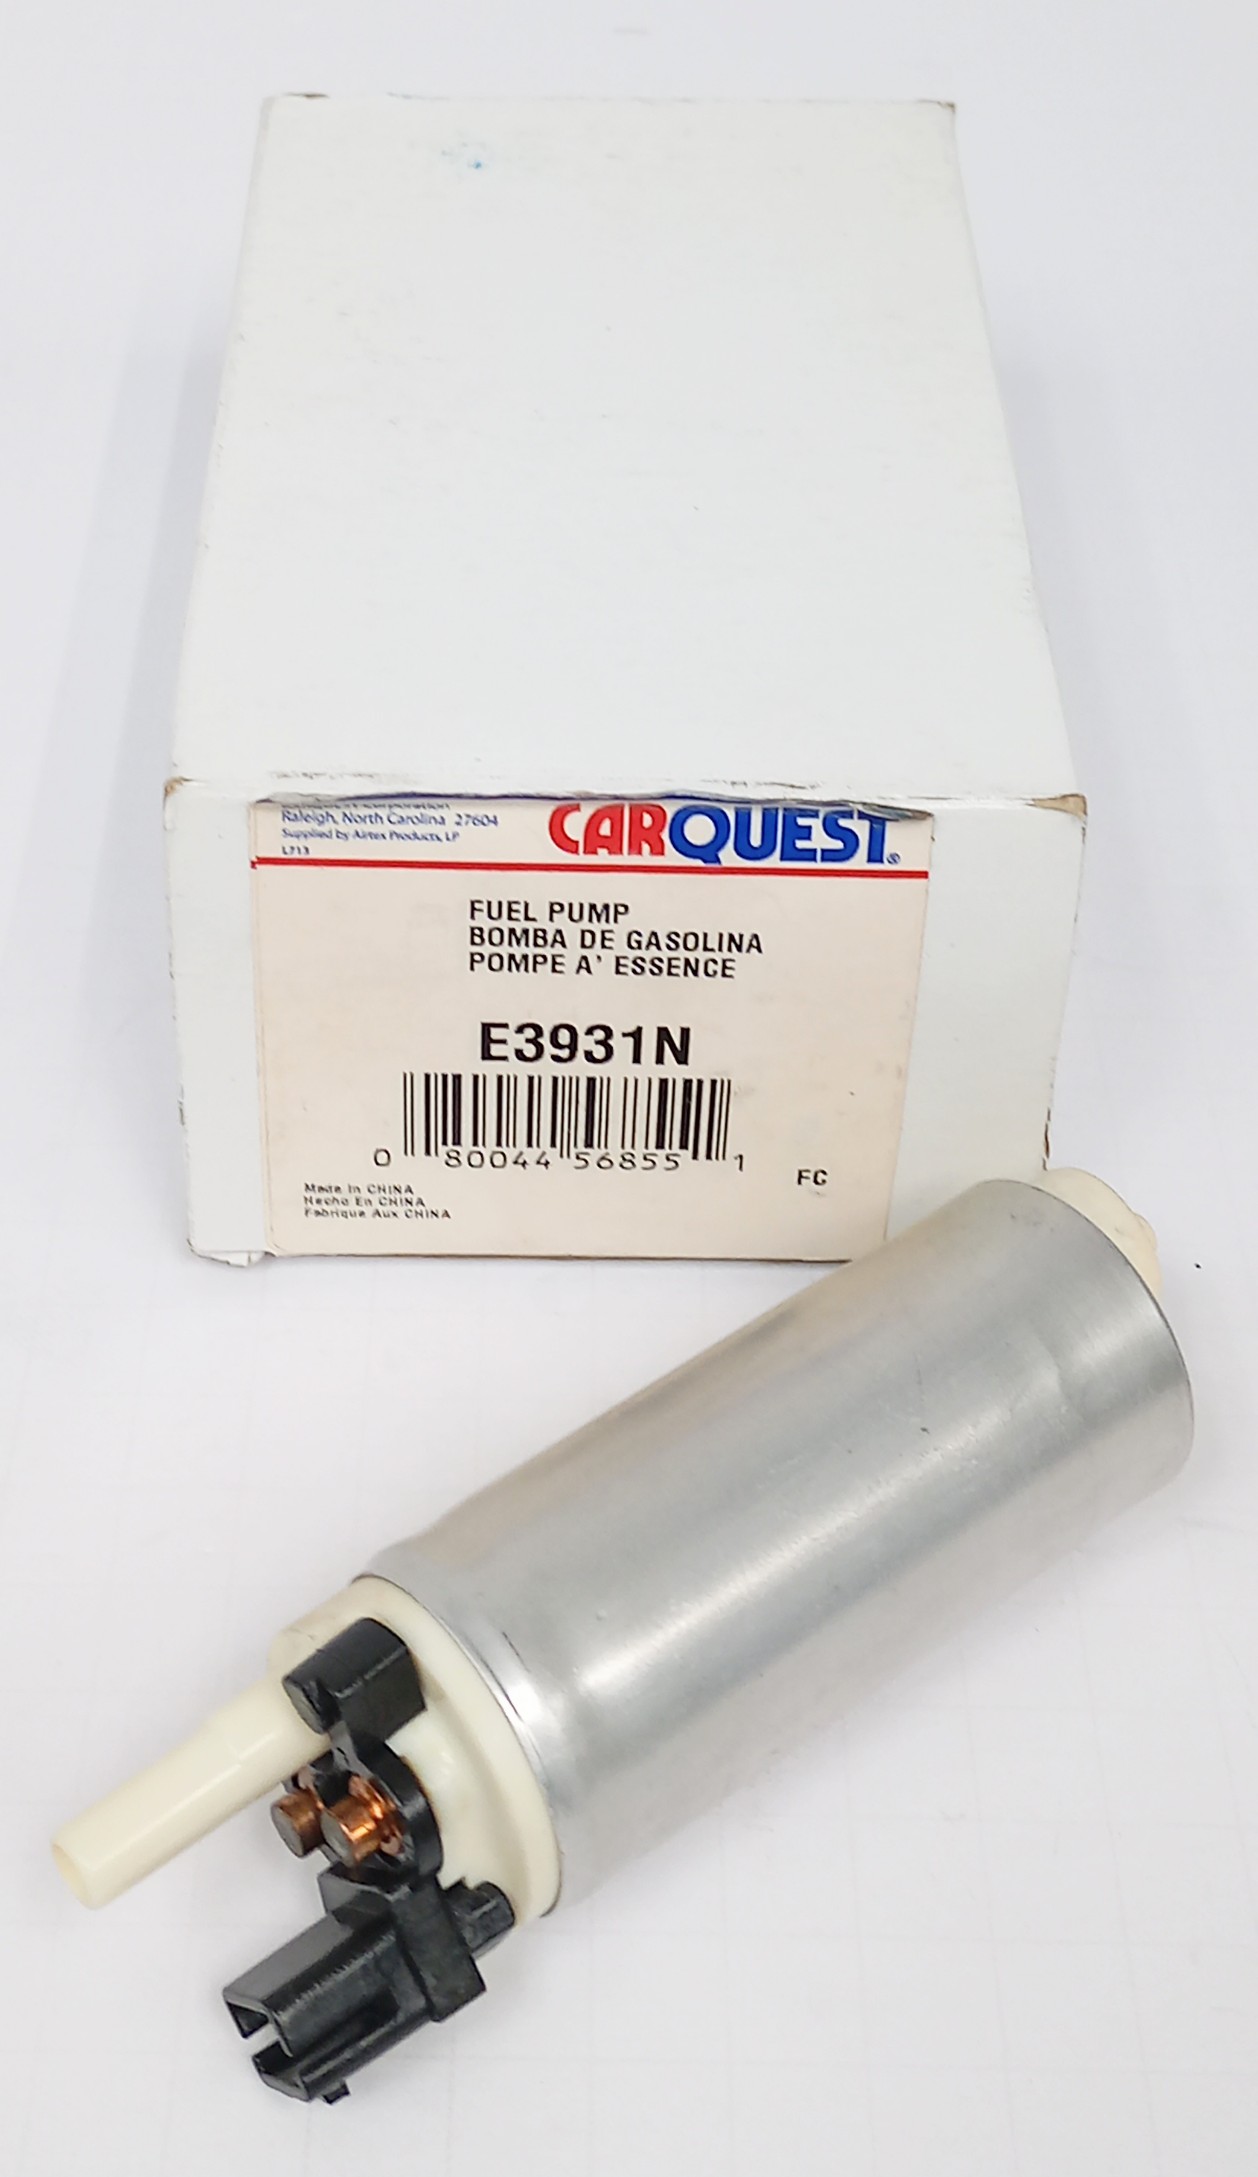 Corporation
Raleigh, North Carolina 27604
Supplied by Airtex Products, LP
L713
CARQUEST®
FUEL PUMP
BOMBA DE GASOLINA
POMPE A' ESSENCE
E3931N
0 80044 56855 1
FC
Made In CHINA
Hecho En CHINA
Fabrique Aux CHINA